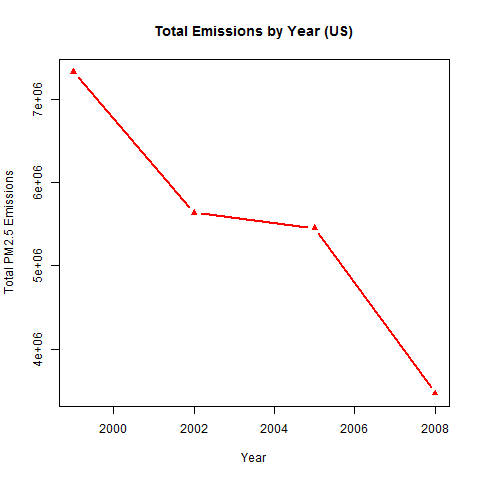 Total Emissions by Year (US)
Total PM2.5 Emissions
7e+06
6e+06
5e+06
4e+06
2000 2002 2004 2006 2008
Year